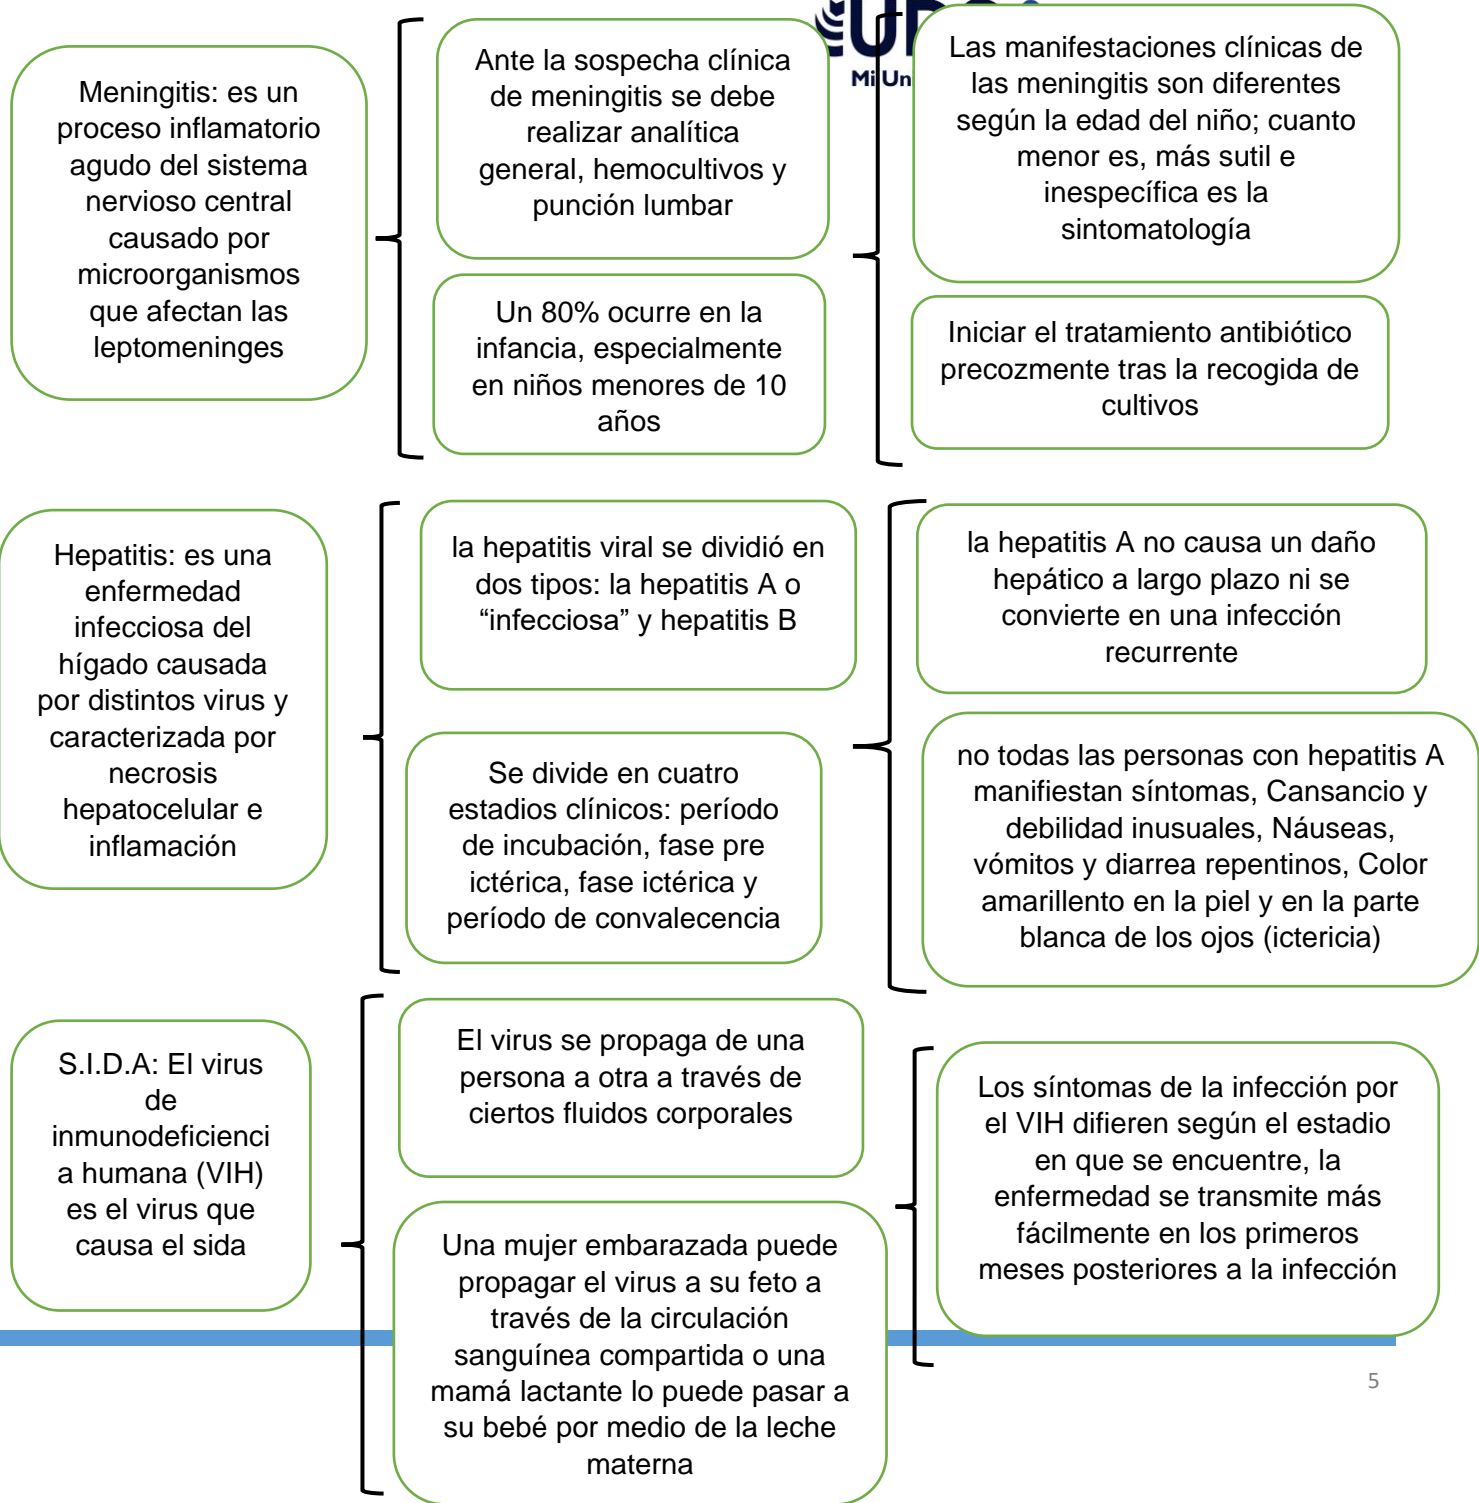 Meningitis: es un
proceso inflamatorio
agudo del sistema
nervioso central
causado por
microorganismos
que afectan las
leptomeninges
Ante la sospecha clínica
de meningitis se debe
realizar analítica
general, hemocultivos y
punción lumbar
Un 80% ocurre en la
infancia, especialmente
en niños menores de 10
años
Mi Un
Las manifestaciones clínicas de
las meningitis son diferentes
según la edad del niño; cuanto
menor es, más sutil e
inespecífica es la
sintomatología
Iniciar el tratamiento antibiótico
precozmente tras la recogida de
cultivos
Hepatitis: es una
enfermedad
infecciosa del
hígado causada
por distintos virus y
caracterizada por
necrosis
hepatocelular e
inflamación
la hepatitis viral se dividió en
dos tipos: la hepatitis A o
“infecciosa” y hepatitis B
Se divide en cuatro
estadios clínicos: período
de incubación, fase pre
ictérica, fase ictérica y
período de convalecencia
la hepatitis A no causa un daño
hepático a largo plazo ni se
convierte en una infección
recurrente
no todas las personas con hepatitis A
manifiestan síntomas, Cansancio y
debilidad inusuales, Náuseas,
vómitos y diarrea repentinos, Color
amarillento en la piel y en la parte
blanca de los ojos (ictericia)
S.I.D.A: El virus
de
inmunodeficienci
a humana (VIH)
es el virus que
causa el sida
El virus se propaga de una
persona a otra a través de
ciertos fluidos corporales
Una mujer embarazada puede
propagar el virus a su feto a
través de la circulación
sanguínea compartida o una
mamá lactante lo puede pasar a
su bebé por medio de la leche
materna
Los síntomas de la infección por
el VIH difieren según el estadio
en que se encuentre, la
enfermedad se transmite más
fácilmente en los primeros
meses posteriores a la infección
5